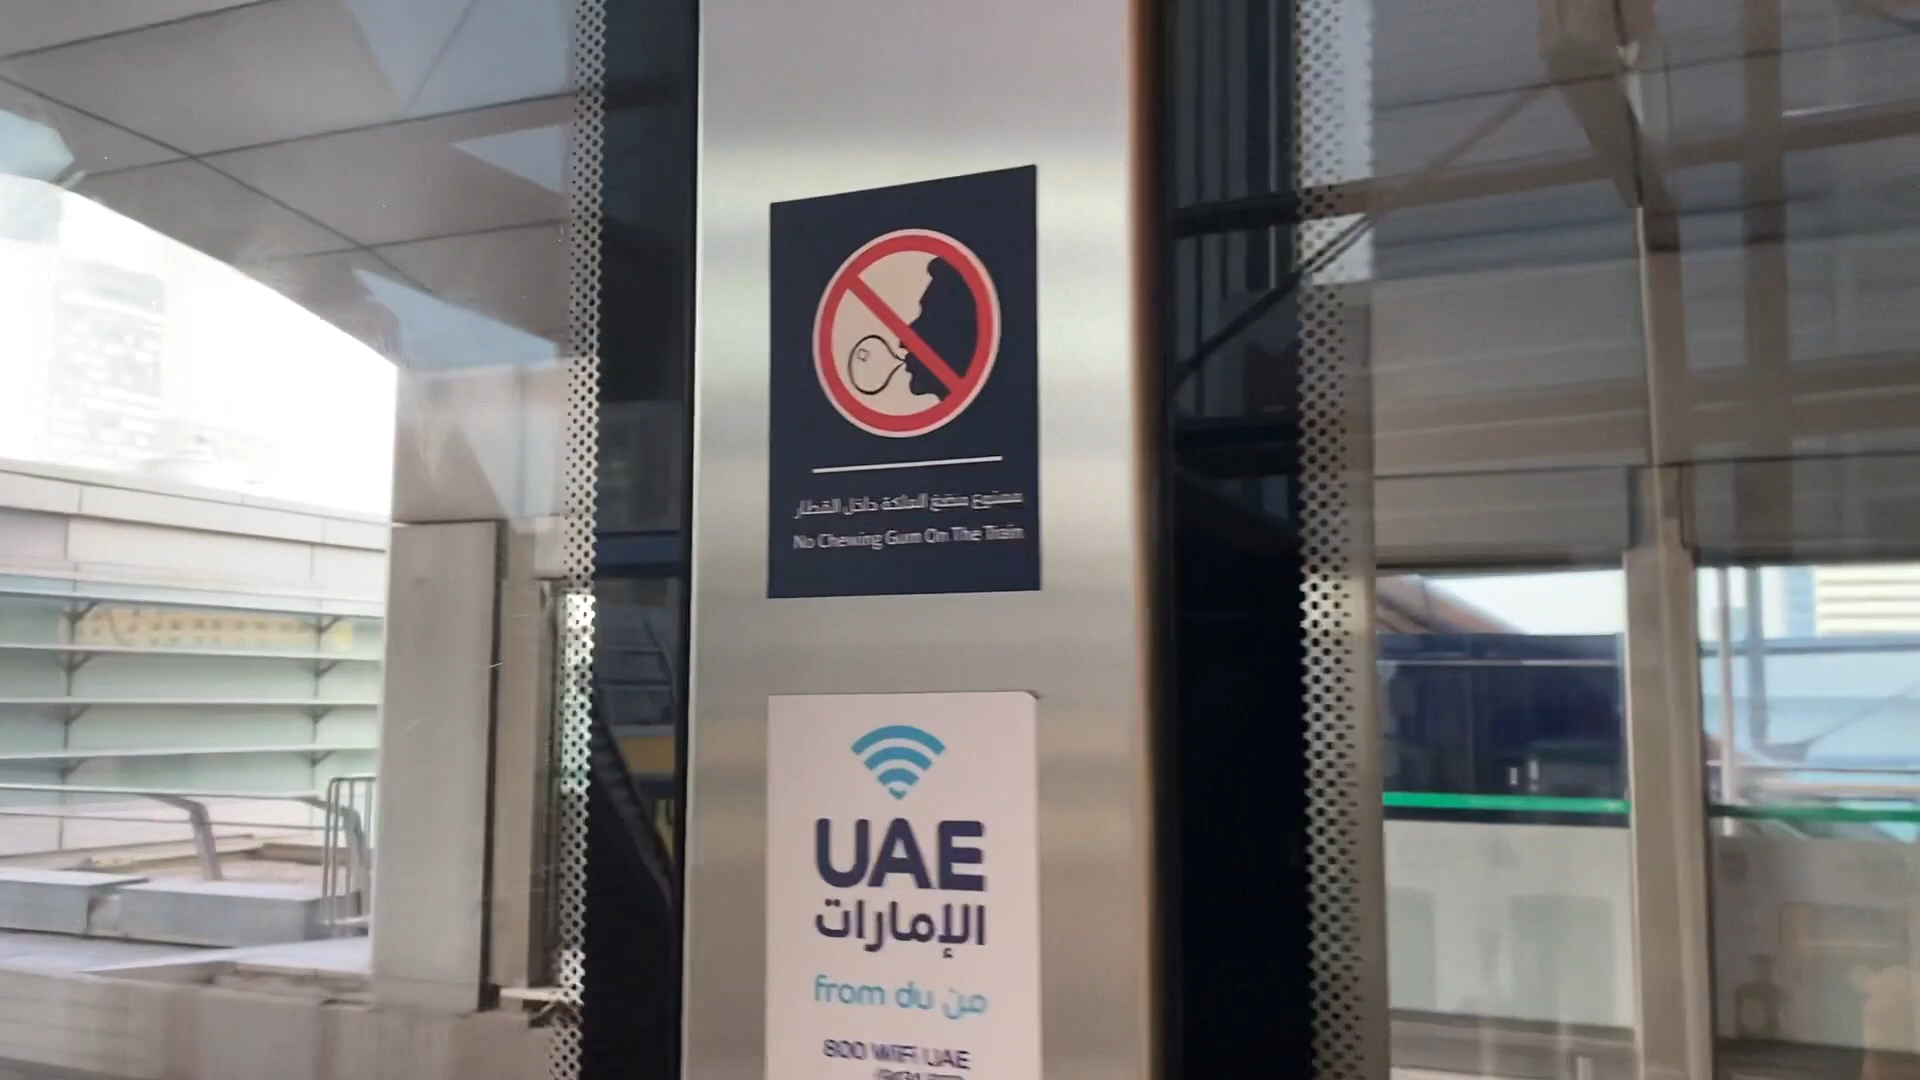 ممنوع مضغ العلكة داخل القطار
No Chewing Gum On The Train
UAE
الإمارات
from du من
800 WiFi UAE